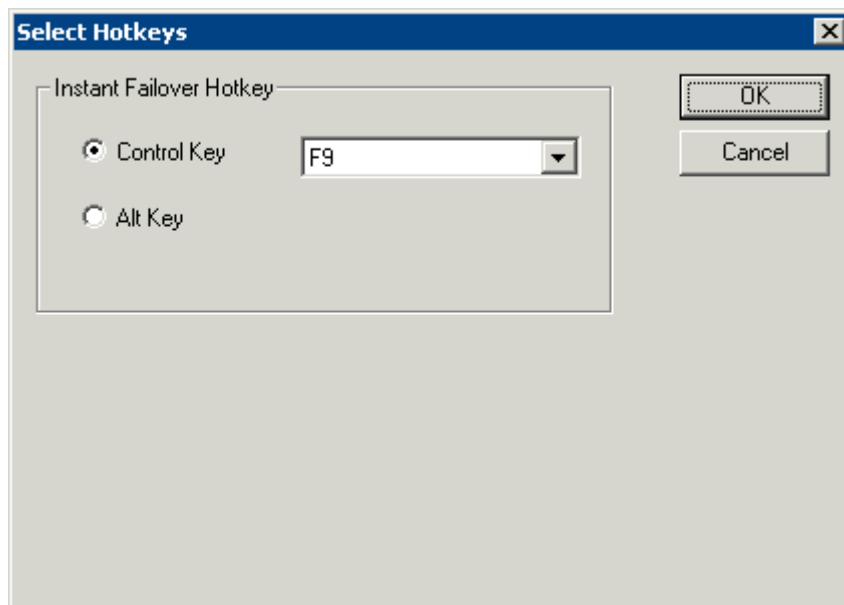 Select Hotkeys
Instant Failover Hotkey
Control Key
F9
Alt Key
OK
Cancel